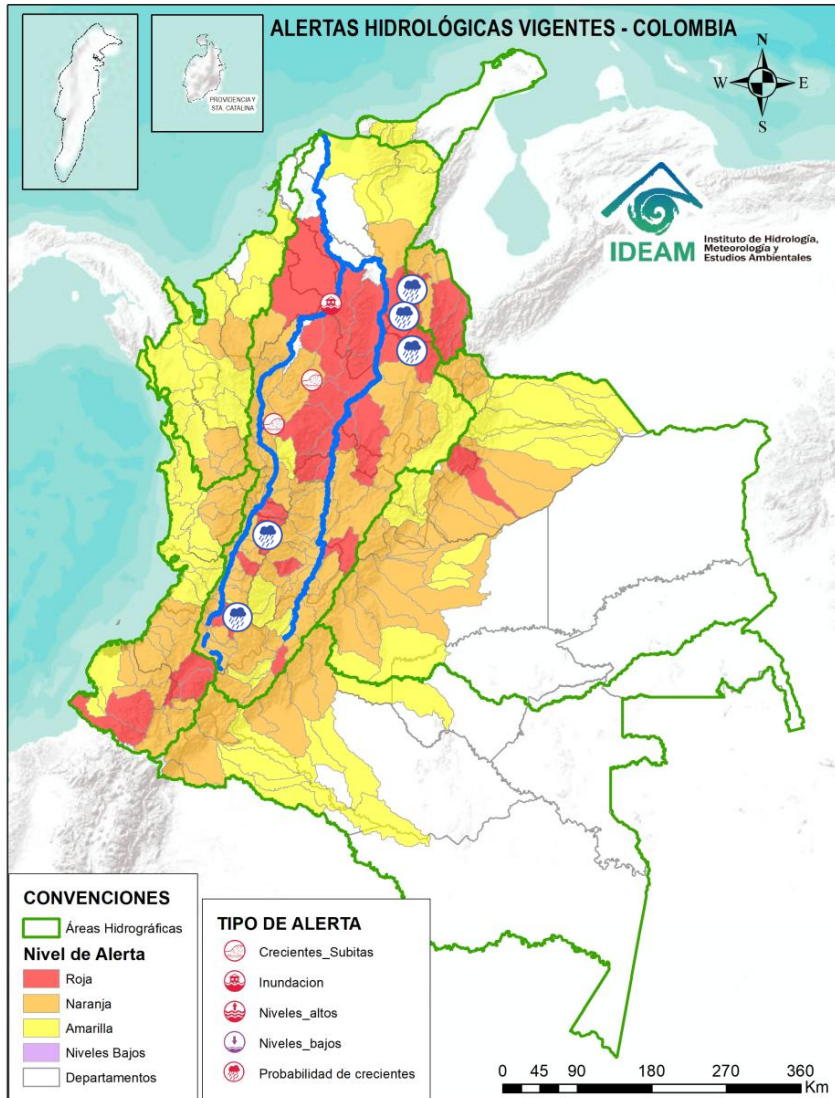 ALERTAS HIDROLÓGICAS VIGENTES - COLOMBIA
PROVIDENCIA Y
STA. CATALINA
N
W
E
S
IDEAM
Instituto de Hidrología,
Meteorología y
Estudios Ambientales
CONVENCIONES
Áreas Hidrográficas
Nivel de Alerta
Roja
Naranja
Amarilla
Niveles Bajos
Departamentos
TIPO DE ALERTA
Crecientes_Subitas
Inundacion
Niveles_altos
Niveles_bajos
Probabilidad de crecientes
0 45 90 180 270 360
Km